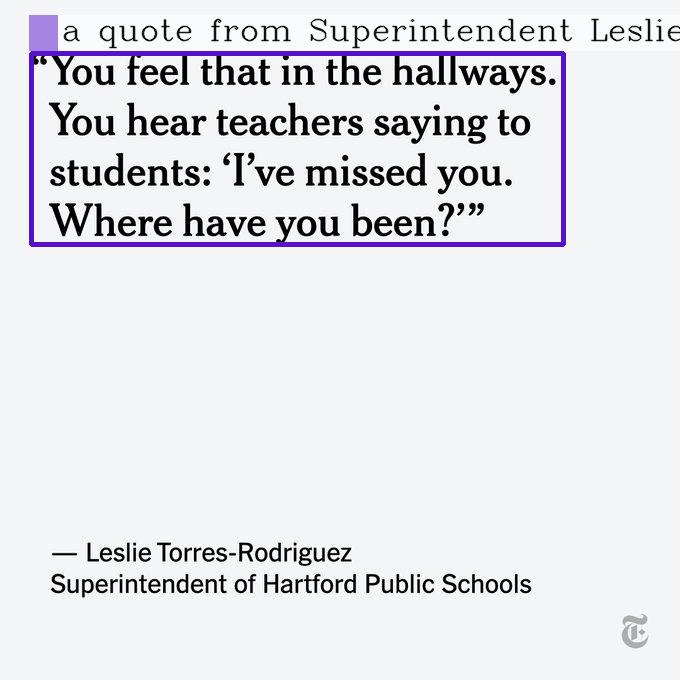 a quote from Superintendent Leslie
“You feel that in the hallways.
You hear teachers saying to
students: ‘I’ve missed you.
Where have you been?’”
— Leslie Torres-Rodriguez
Superintendent of Hartford Public Schools
T